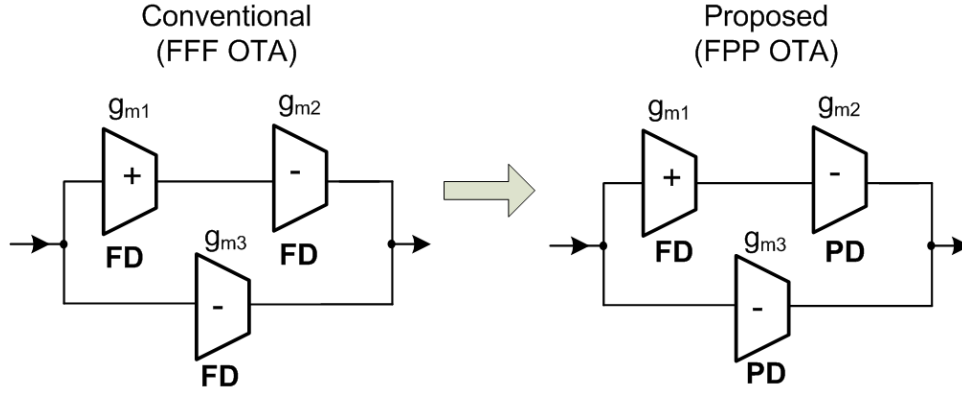 Conventional
(FFF OTA)
gm1
+
FD
gm2
-
FD
gm3
-
FD
Proposed
(FPP OTA)
gm1
+
FD
gm2
-
PD
gm3
-
PD